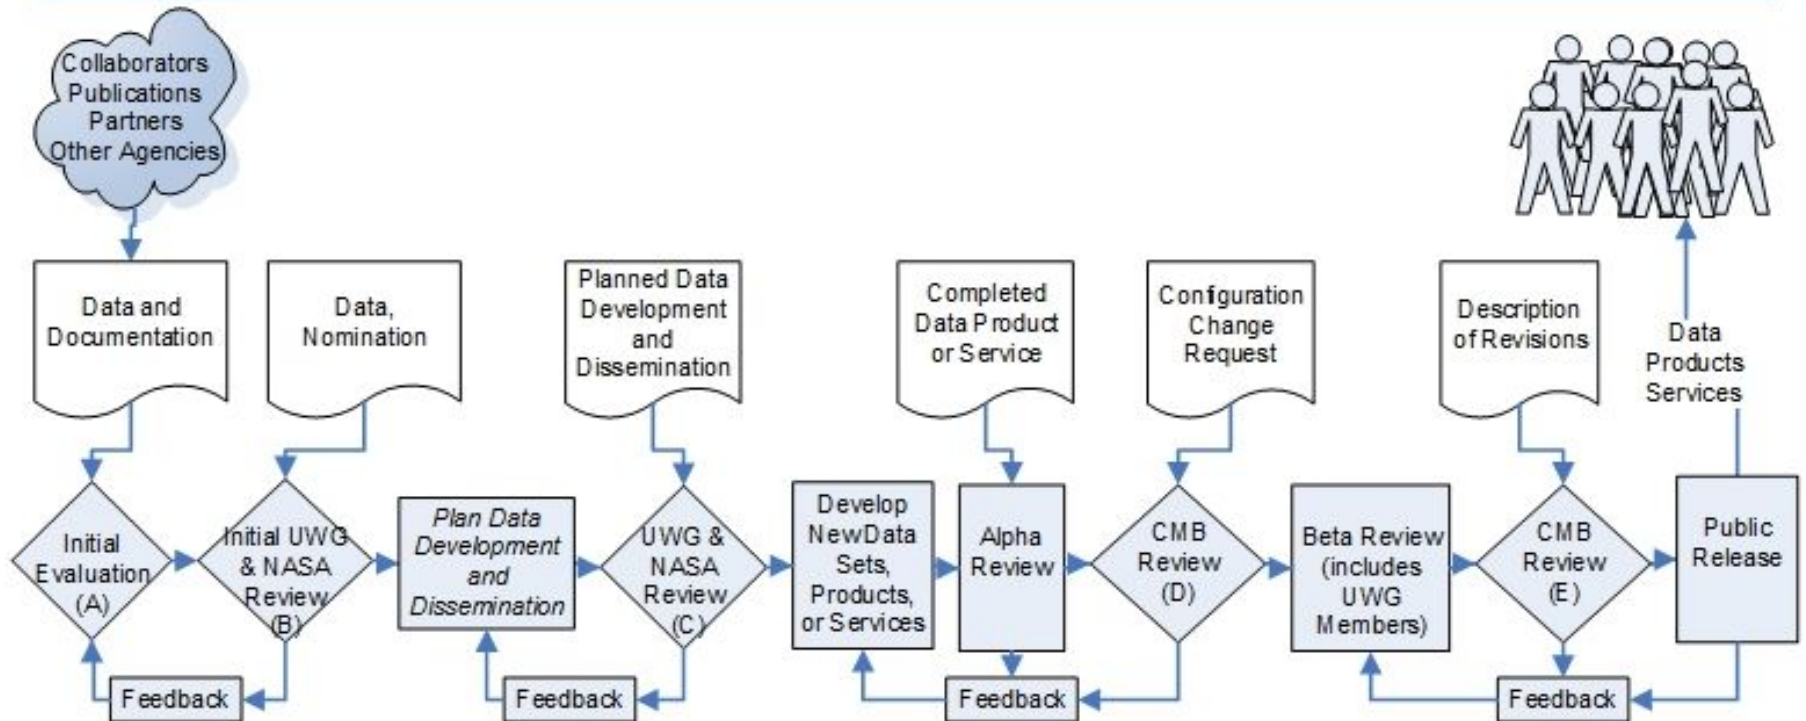 Collaborators
Publications
Partners
Other Agencies
Data and
Documentation
Data,
Nomination
Planned Data
Development
and
Dissemination
Completed
Data Product
or Service
Configuration
Change
Request
Description
of Revisions
Data
Products
Services
Initial
Evaluation
(A)
Initial UWG
& NASA
Review
(B)
Plan Data
Development
and
Dissemination
UWG &
NASA
Review
(C)
Develop
New Data
Sets,
Products,
or Services
Alpha
Review
CMB
Review
(D)
Beta Review
(includes
UWG
Members)
CMB
Review
(E)
Public
Release
Feedback
Feedback
Feedback
Feedback